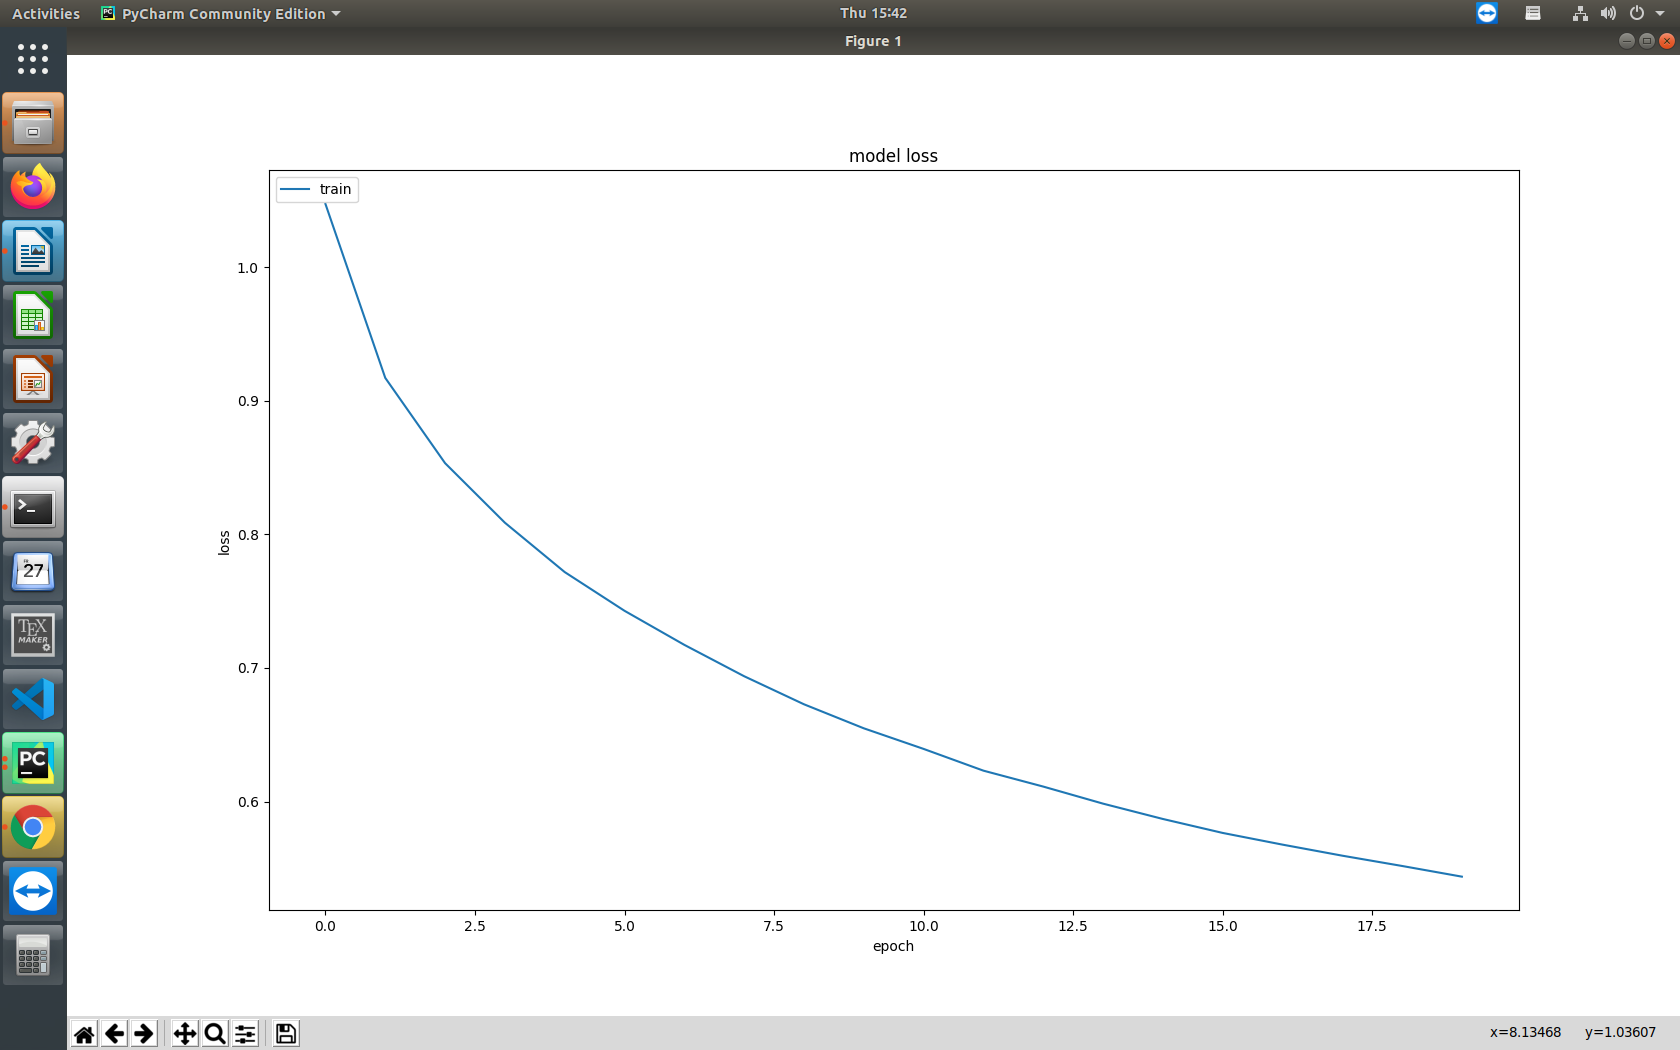 Activities
PyCharm Community Edition
Thu 15:42
Figure 1
model loss
train
1.0
0.9
0.8
0.7
0.6
loss
0.0 2.5 5.0 7.5 10.0 12.5 15.0 17.5
epoch
27
TEX
MAKER
PC
PC
x=8.13468 y=1.03607